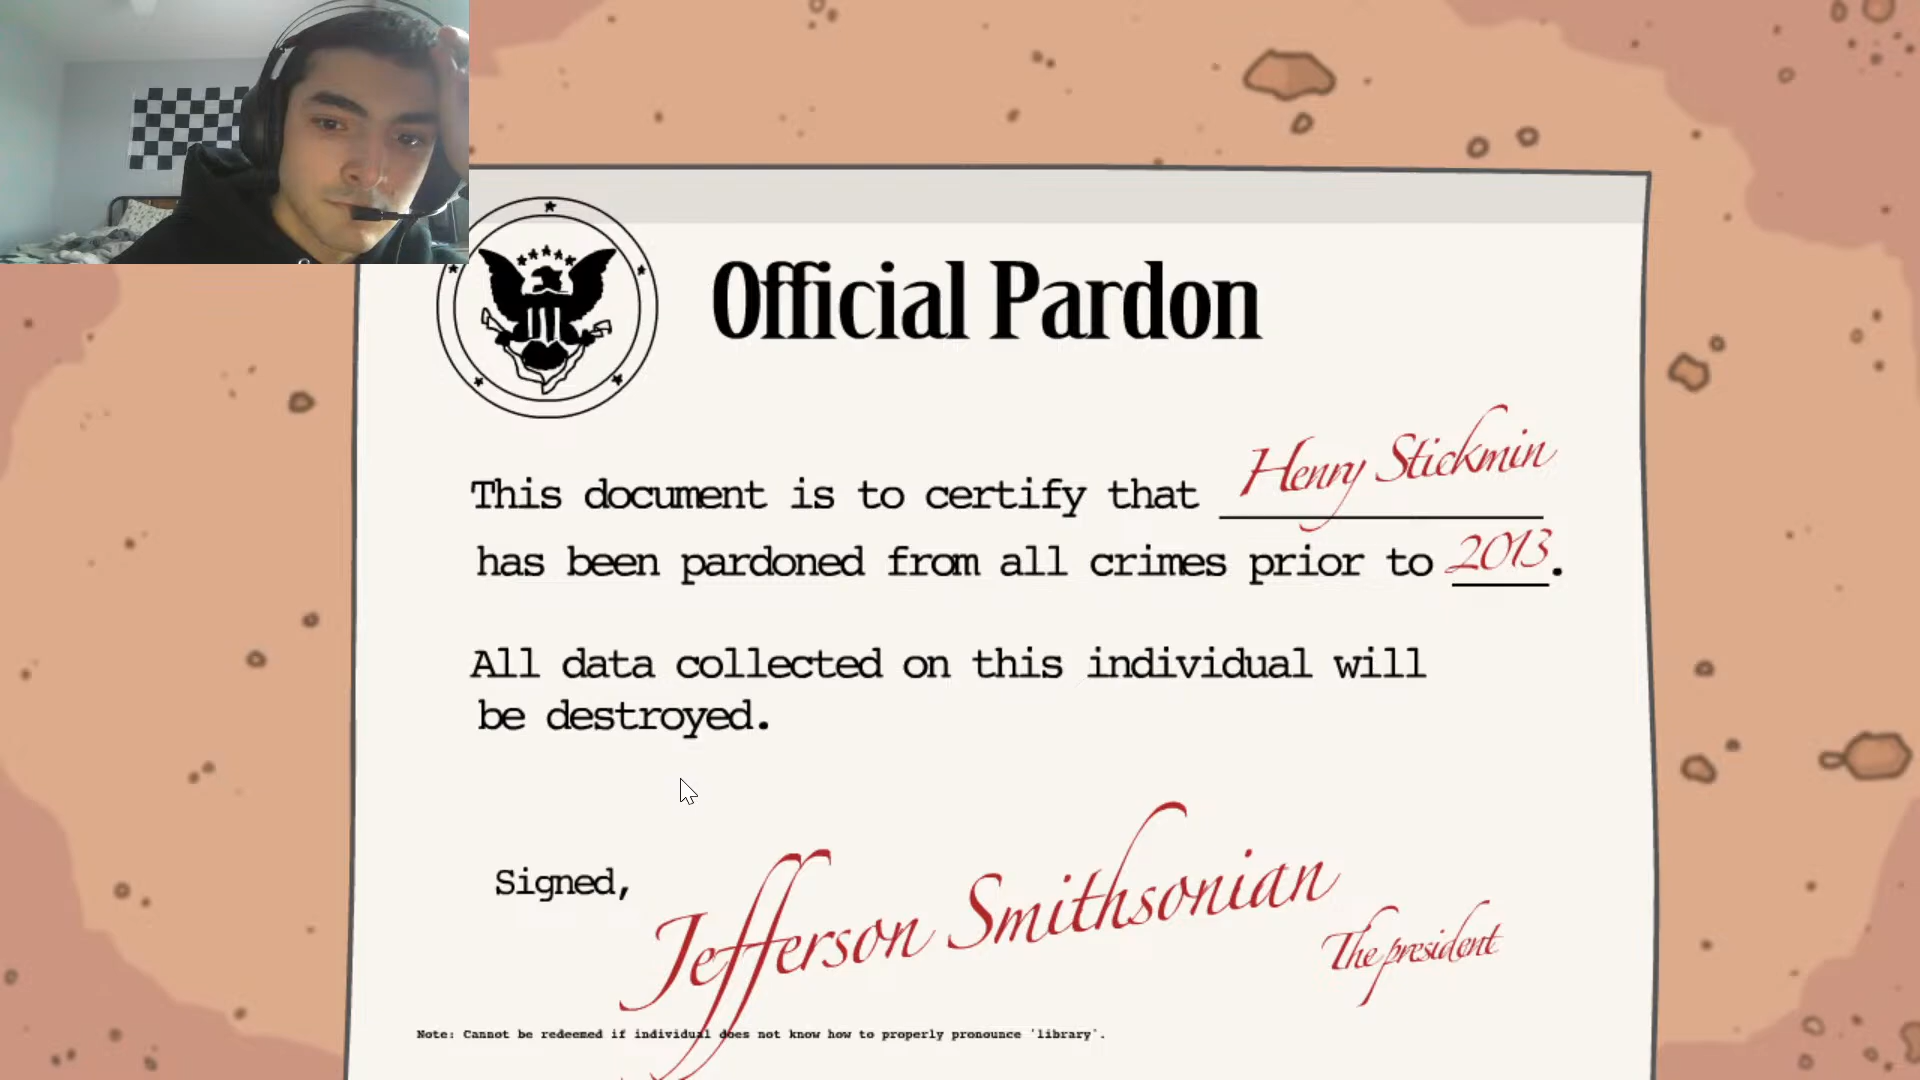 Official Pardon
This document is to certify that Henry Stickmin
has been pardoned from all crimes prior to 2013.
All data collected on this individual will
be destroyed.
Signed, Jefferson Smithsonian
The president
Note: Cannot be redeemed if individual does not know how to properly pronounce 'library'.